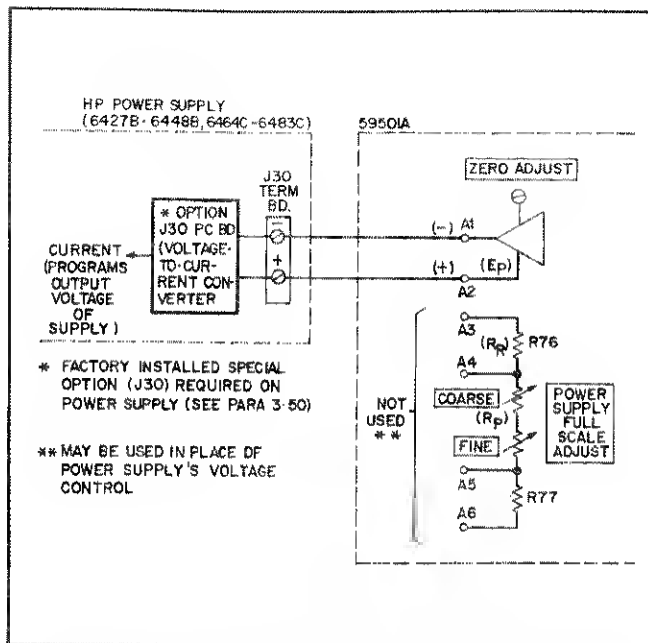 HP POWER SUPPLY
(6427B-6448B, 6464C-6483C)
59501A
ZERO ADJUST
J30
TERM
BD.
* OPTION
J30 PC BD
(VOLTAGE-
TO-CUR-
RENT CON-
VERTER
CURRENT
(PROGRAMS
OUTPUT
VOLTAGE
OF
SUPPLY)
-
+
(-) A1
(+) (Ep)
A2
A3
(RR) R76
A4
COARSE
(Rp)
FINE
POWER
SUPPLY
FULL
SCALE
ADJUST
A5
R77
A6
NOT
USED
**
* FACTORY INSTALLED SPECIAL
OPTION (J30) REQUIRED ON
POWER SUPPLY (SEE PARA 3-50)
** MAY BE USED IN PLACE OF
POWER SUPPLY'S VOLTAGE
CONTROL